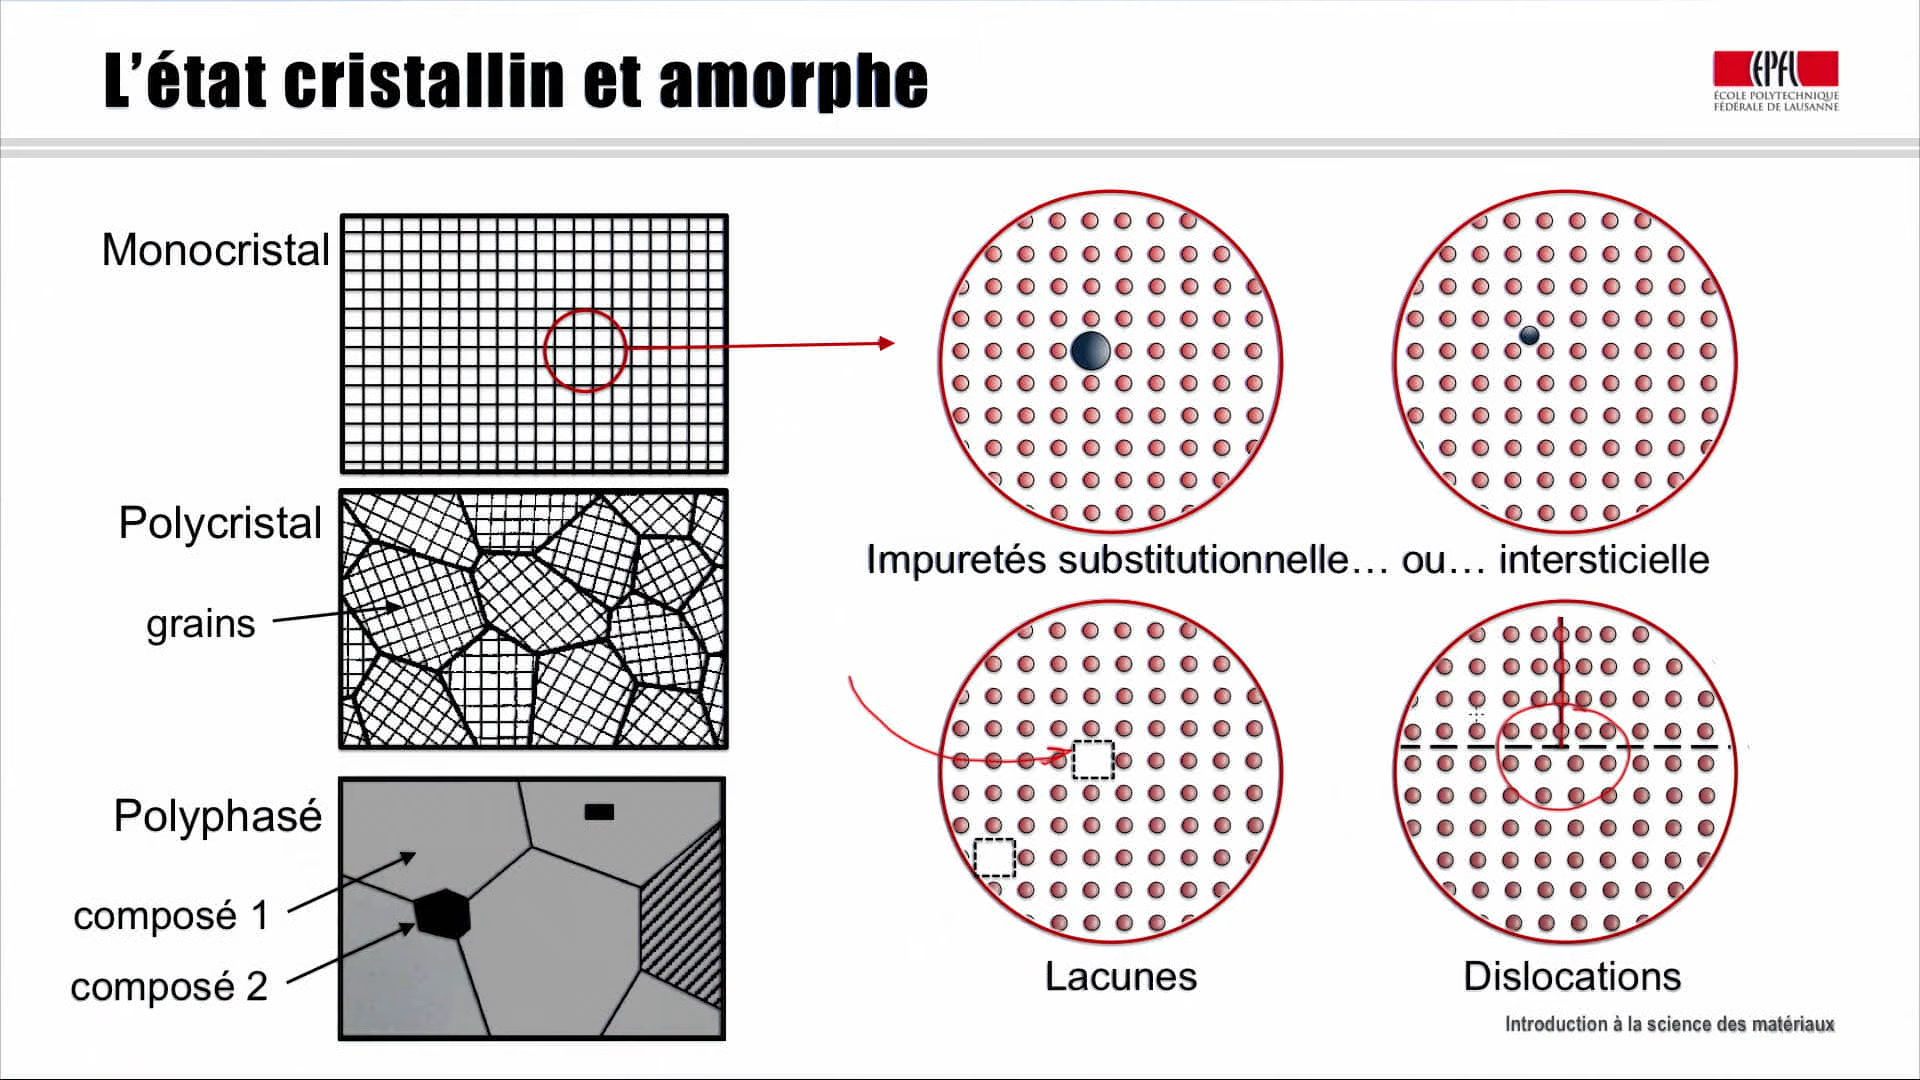 L’état cristallin et amorphe
EPFL
ÉCOLE POLYTECHNIQUE
FÉDÉRALE DE LAUSANNE
Monocristal
Polycristal
grains
Polyphasé
composé 1
composé 2
Impuretés substitutionnelle… ou… intersticielle
Lacunes
Dislocations
Introduction à la science des matériaux